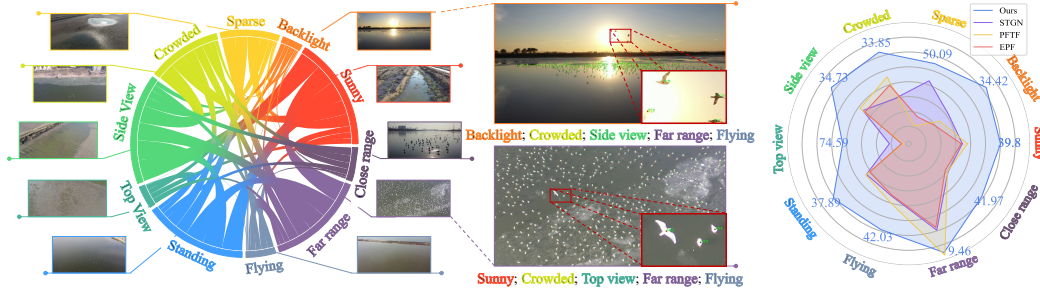 Crowded
Sparse
Backlight
Sunny
Side View
Close range
Top View
Standing
Flying
Far range
Backlight; Crowded; Side view; Far range; Flying
Sunny; Crowded; Top view; Far range; Flying
Ours
STGN
PFTF
EPF
Crowded
Sparse
Backlight
Side view
Top view
Sunny
Standing
Close range
Flying
Far range
33.85
50.09
34.42
34.73
74.59
39.8
37.89
41.97
42.03
9.46